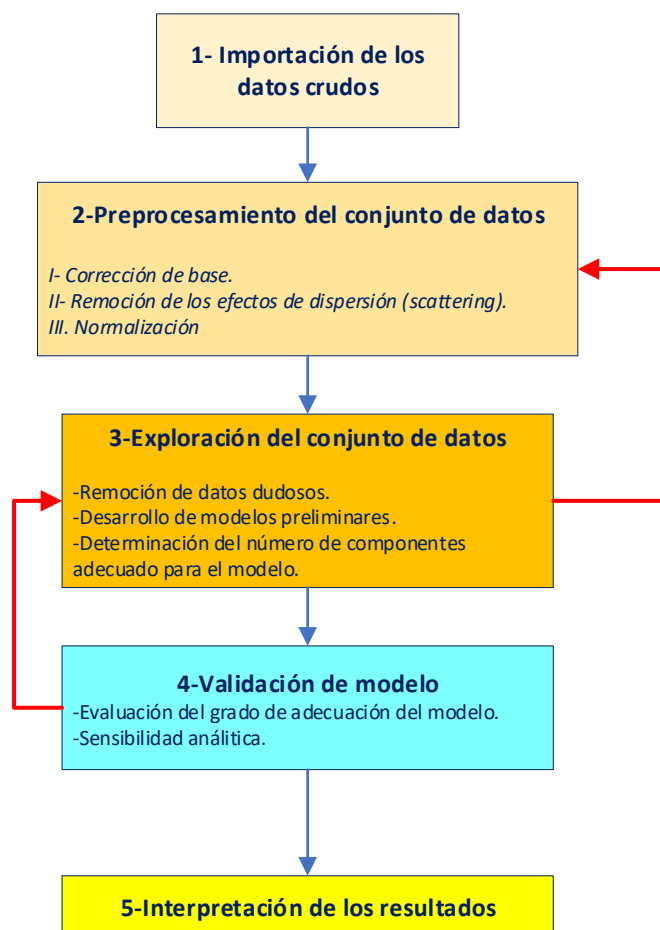 1- Importación de los
datos crudos
2-Preprocesamiento del conjunto de datos
I- Corrección de base.
II- Remoción de los efectos de dispersión (scattering).
III. Normalización
3-Exploración del conjunto de datos
-Remoción de datos dudosos.
-Desarrollo de modelos preliminares.
-Determinación del número de componentes
adecuado para el modelo.
4-Validación de modelo
-Evaluación del grado de adecuación del modelo.
-Sensibilidad análitica.
5-Interpretación de los resultados